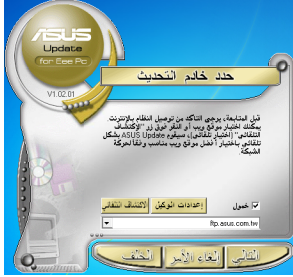 ASUS
Update
for Eee Pc
V1.02.01
حدد خادم التحديث
قبل المتابعة، يرجى التأكد من توصيل النظام بالإنترنت.
يمكنك اختيار موقع ويب أو النقر فوق زر "الاكتشاف
التلقائي" (اختيار تلقائي)، سيقوم ASUS Update بشكل
تلقائي باختيار أفضل موقع ويب مناسب وفقا لحركة
الشبكة
خمول
إعدادات الوكيل
الاكتشاف التلقائي
ftp.asus.com.tw
التالي
إلغاء الأمر
الخلف